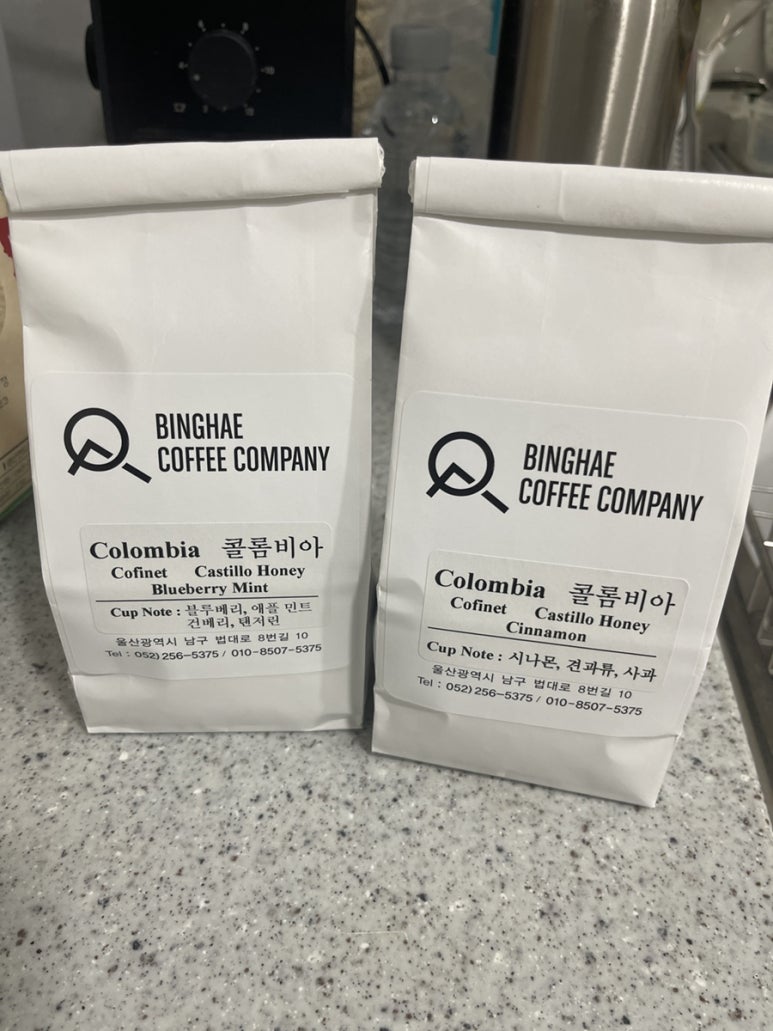 BINGHAE
COFFEE COMPANY
Colombia 콜롬비아
Cofinet Castillo Honey
Blueberry Mint
Cup Note : 블루베리, 애플 민트
건베리, 탠저린
울산광역시 남구 법대로 8번길 10
Tel : 052) 256-5375 / 010-8507-5375
BINGHAE
COFFEE COMPANY
Colombia 콜롬비아
Cofinet Castillo Honey
Cinnamon
Cup Note : 시나몬, 견과류, 사과
울산광역시 남구 법대로 8번길 10
Tel : 052) 256-5375 / 010-8507-5375